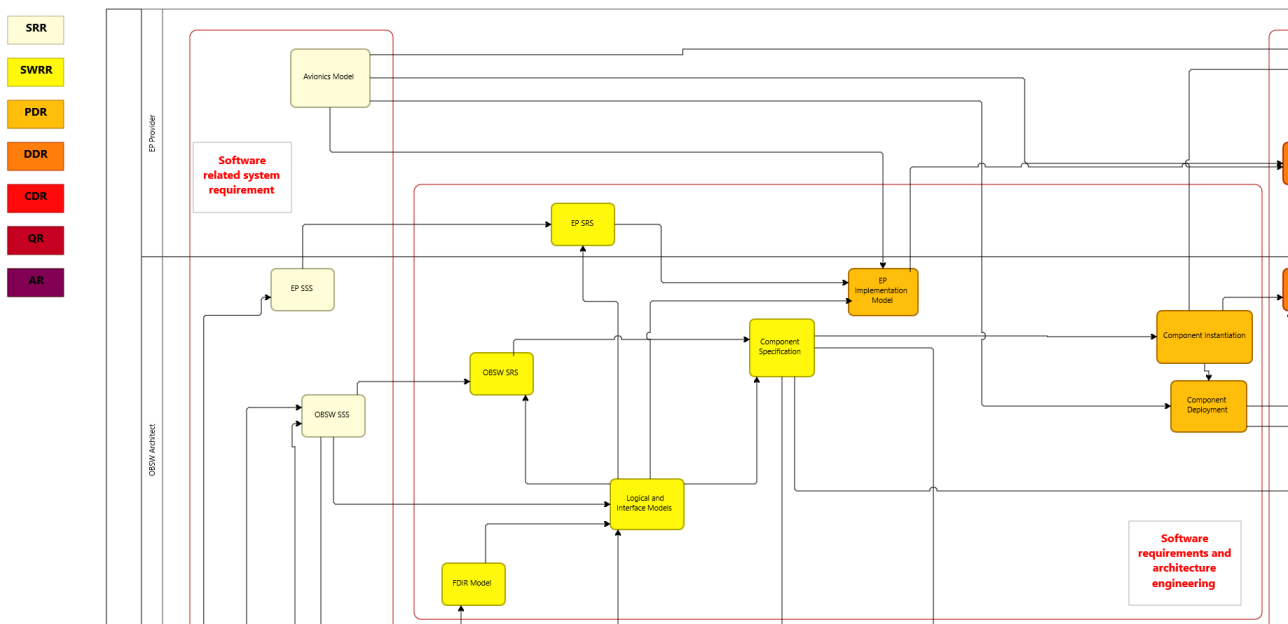 SRR
SWRR
PDR
DDR
CDR
QR
AR
EP Provider
OBSW Architect
Avionics Model
Software
related system
requirement
EP SRS
EP SSS
EP
Implementation
Model
Component
Specification
Component Instantiation
OBSW SRS
Component
Deployment
OBSW SSS
Logical and
Interface Models
FDIR Model
Software
requirements and
architecture
engineering